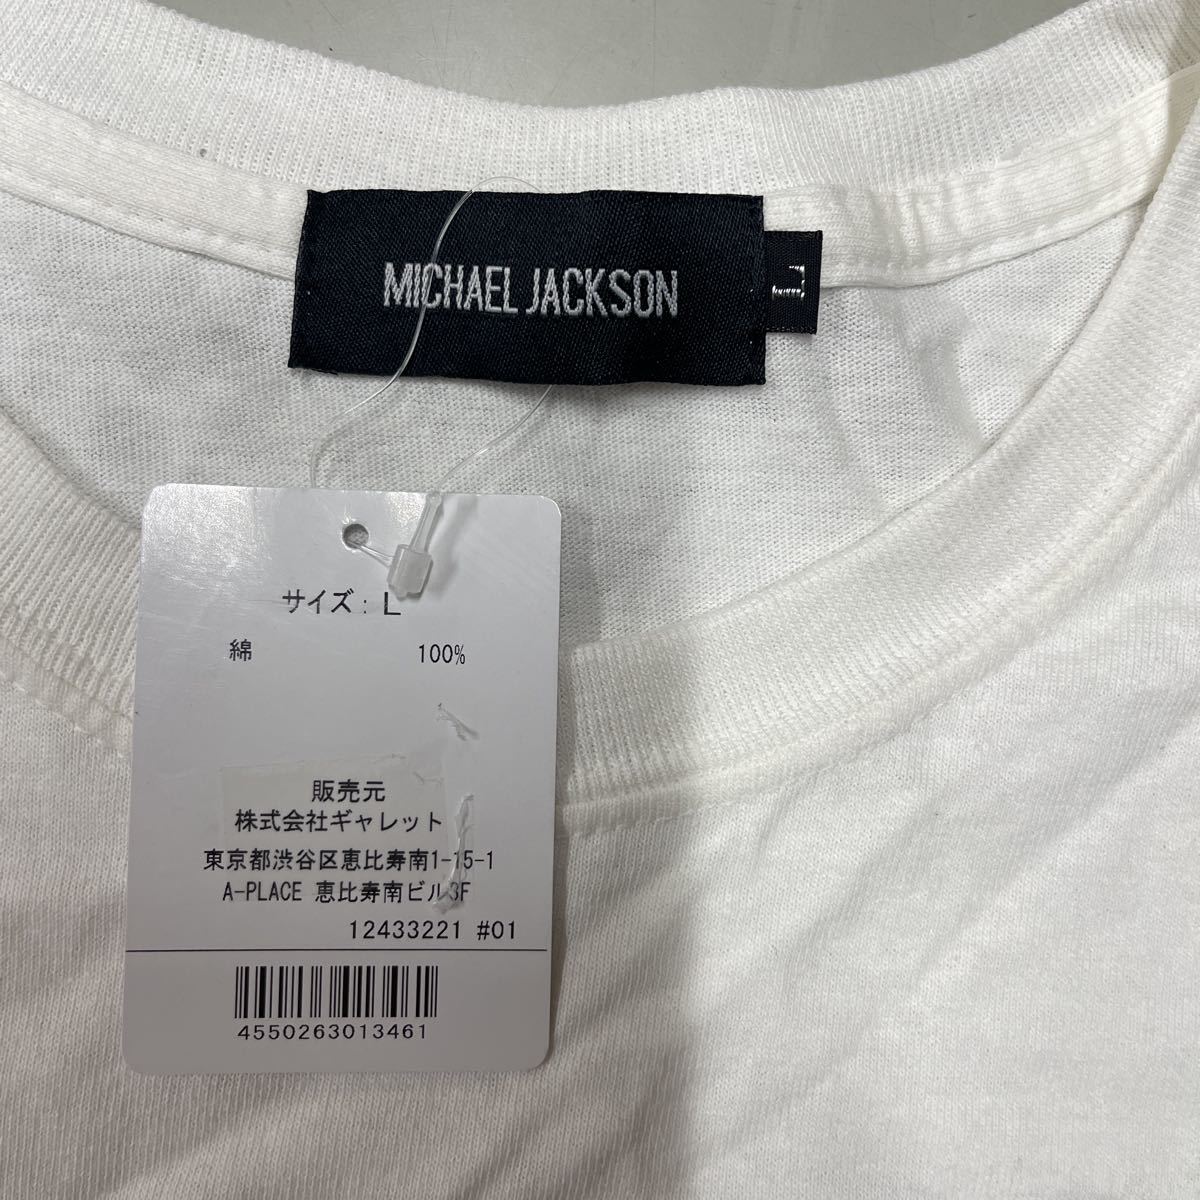 MICHAEL JACKSON
L
サイズ: L
綿 100%
販売元
株式会社ギャレット
東京都渋谷区恵比寿南1-15-1
A-PLACE 恵比寿南ビル3F
12433221 #01
4550263013461